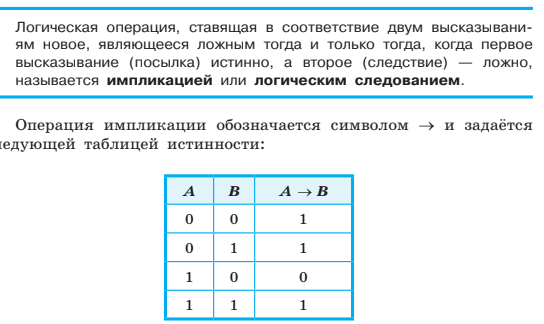 Логическая операция, ставящая в соответствие двум высказывани-
ям новое, являющееся ложным тогда и только тогда, когда первое
высказывание (посылка) истинно, а второе (следствие) — ложно,
называется импликацией или логическим следованием.
Операция импликации обозначается символом → и задаётся
ледующей таблицей истинности:
A B A → B
0 0 1
0 1 1
1 0 0
1 1 1